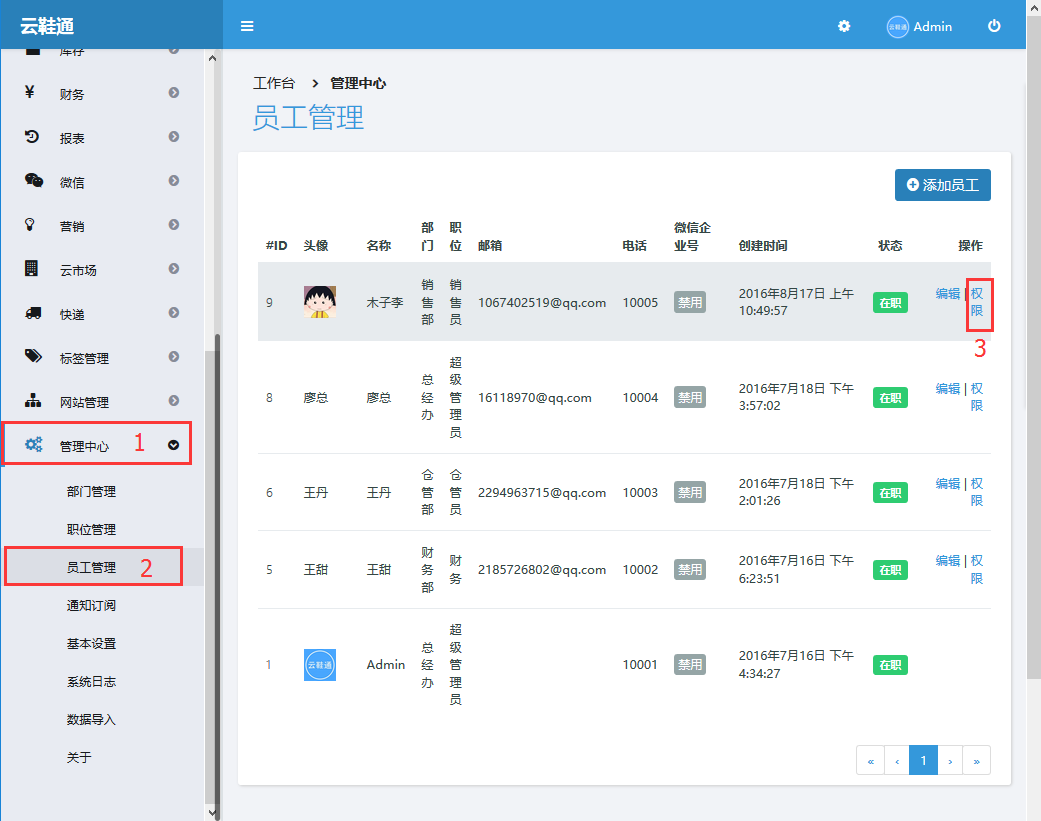 云鞋通
云鞋通
Admin
库存
财务
报表
微信
营销
云市场
快递
标签管理
网站管理
管理中心
1
部门管理
职位管理
员工管理
2
通知订阅
基本设置
系统日志
数据导入
关于
工作台 > 管理中心
员工管理
添加员工
#ID 头像 名称 部门 职位 邮箱 电话 微信企业号 创建时间 状态 操作
9 木子李 销售部 销售员 1067402519@qq.com 10005 禁用 2016年8月17日 上午 10:49:57 在职 编辑 | 权限
3
8 廖总 廖总 总经办 超级管理员 16118970@qq.com 10004 禁用 2016年7月18日 下午 3:57:02 在职 编辑 | 权限
6 王丹 王丹 仓管部 仓管员 2294963715@qq.com 10003 禁用 2016年7月18日 下午 2:01:26 在职 编辑 | 权限
5 王甜 王甜 财务部 财务 2185726802@qq.com 10002 禁用 2016年7月16日 下午 6:23:51 在职 编辑 | 权限
1 云鞋通 Admin 总经办 超级管理员 10001 禁用 2016年7月16日 下午 4:34:27 在职
« ‹ 1 › »